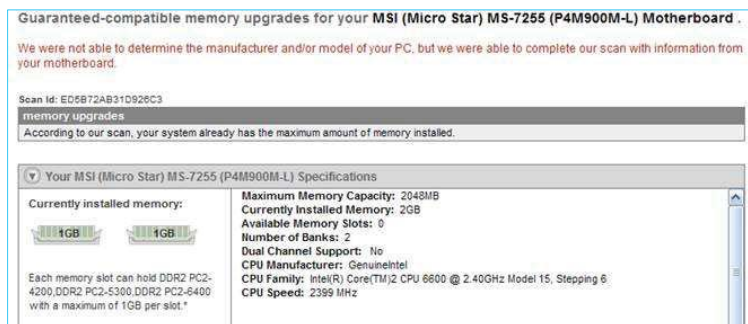 Guaranteed-compatible memory upgrades for your MSI (Micro Star) MS-7255 (P4M900M-L) Motherboard .
We were not able to determine the manufacturer and/or model of your PC, but we were able to complete our scan with information from
your motherboard.
Scan Id: ED5B72AB31D926C3
memory upgrades
According to our scan, your system already has the maximum amount of memory installed.
Your MSI (Micro Star) MS-7255 (P4M900M-L) Specifications
Currently installed memory:
1GB 1GB
Each memory slot can hold DDR2 PC2-
4200,DDR2 PC2-5300,DDR2 PC2-6400
with a maximum of 1GB per slot.*
Maximum Memory Capacity: 2048MB
Currently Installed Memory: 2GB
Available Memory Slots: 0
Number of Banks: 2
Dual Channel Support: No
CPU Manufacturer: GenuineIntel
CPU Family: Intel(R) Core(TM)2 CPU 6600 @ 2.40GHz Model 15, Stepping 6
CPU Speed: 2399 MHz